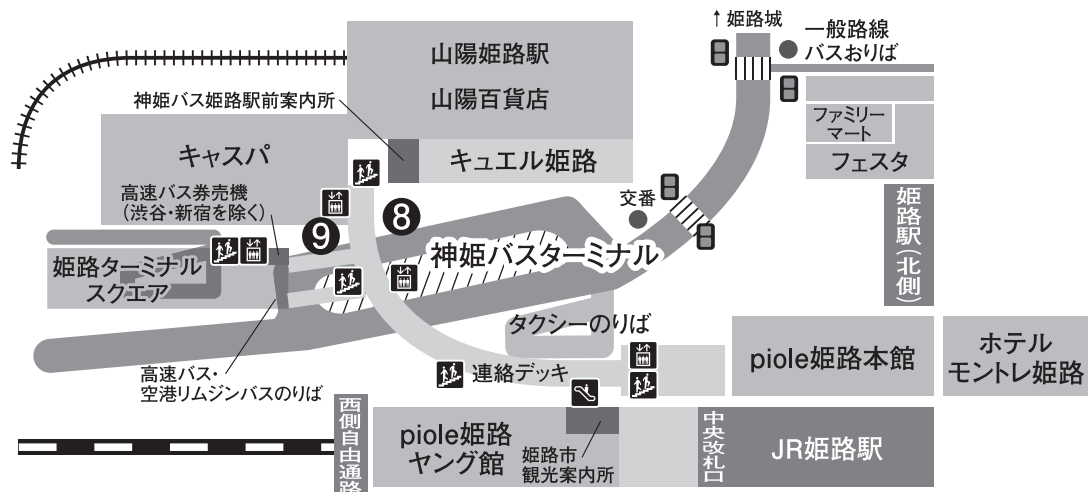 ↑姫路城
一般路線
バスおりば
山陽姫路駅
山陽百貨店
神姫バス姫路駅前案内所
キャスパ
キュエル姫路
ファミリー
マート
フェスタ
高速バス券売機
(渋谷・新宿を除く)
交番
姫路駅(北側)
8
9
神姫バスターミナル
姫路ターミナル
スクエア
タクシーのりば
高速バス・
空港リムジンバスのりば
連絡デッキ
piole姫路本館
ホテル
モントレ姫路
西側自由通路
piole姫路
ヤング館
姫路市
観光案内所
中央改札口
JR姫路駅